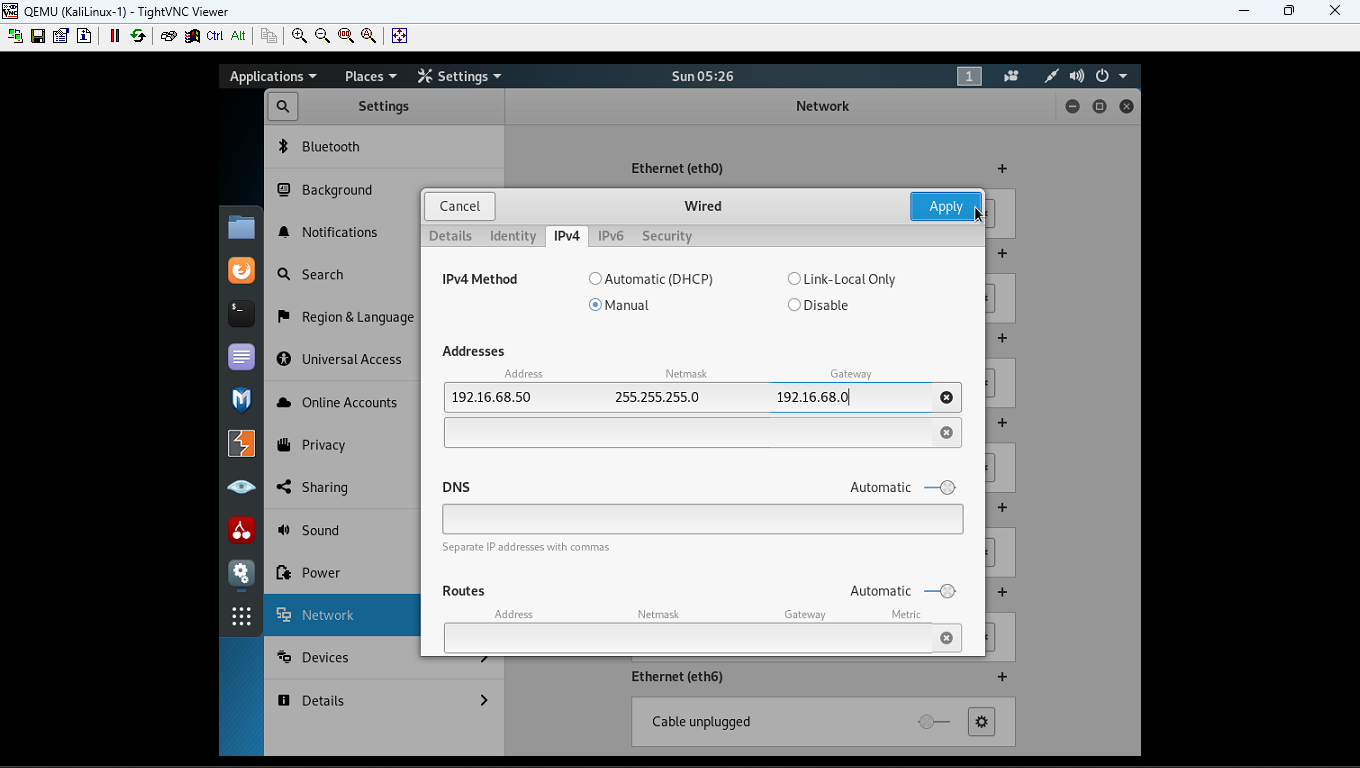 QEMU (KaliLinux-1) - TightVNC Viewer
Ctrl Alt
Applications Places Settings Sun 05:26 1
Settings Network
Bluetooth
Background
Notifications
Search
Region & Language
Universal Access
Online Accounts
Privacy
Sharing
Sound
Power
Network
Devices
Details
Ethernet (eth0)
Cancel Wired Apply
Details Identity IPv4 IPv6 Security
IPv4 Method Automatic (DHCP) Link-Local Only
Manual Disable
Addresses
Address Netmask Gateway
192.16.68.50 255.255.255.0 192.16.68.0
DNS Automatic
Separate IP addresses with commas
Routes Automatic
Address Netmask Gateway Metric
Ethernet (eth6)
Cable unplugged